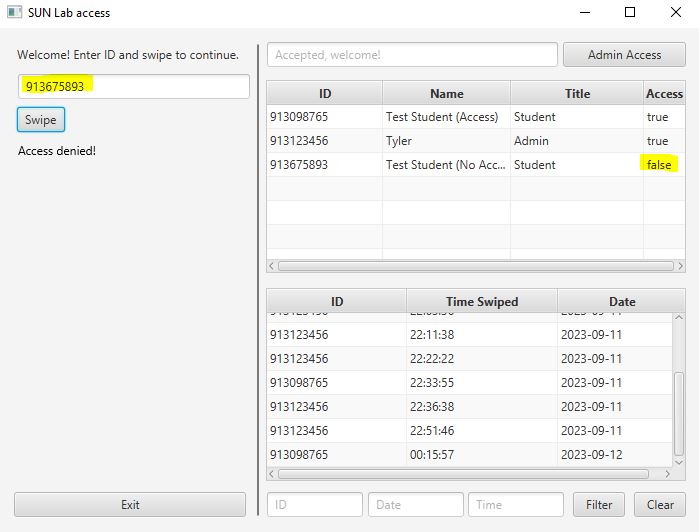 SUN Lab access
Welcome! Enter ID and swipe to continue.
913675893
Swipe
Access denied!
Exit
Accepted, welcome!
Admin Access
ID Name Title Access
913098765 Test Student (Access) Student true
913123456 Tyler Admin true
913675893 Test Student (No Acc... Student false
ID Time Swiped Date
913123456 22:11:38 2023-09-11
913123456 22:22:22 2023-09-11
913098765 22:33:55 2023-09-11
913123456 22:36:38 2023-09-11
913123456 22:51:46 2023-09-11
913098765 00:15:57 2023-09-12
ID Date Time Filter Clear